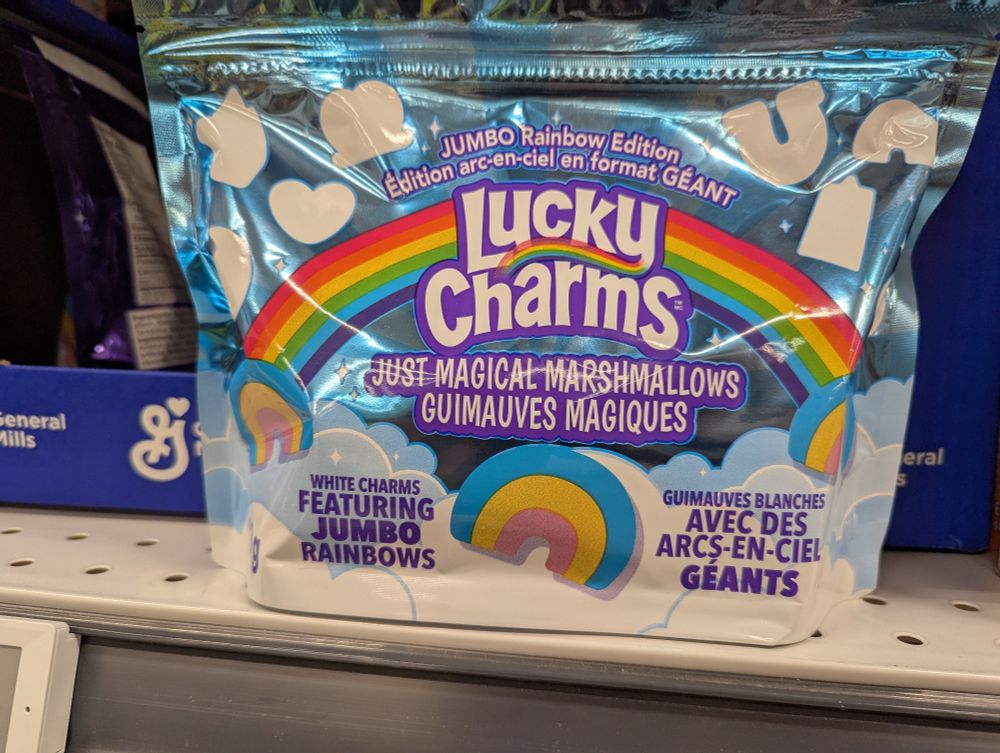 JUMBO Rainbow Edition
Édition arc-en-ciel en format GÉANT
Lucky
Charms
JUST MAGICAL MARSHMALLOWS
GUIMAUVES MAGIQUES
WHITE CHARMS
FEATURING
JUMBO
RAINBOWS
GUIMAUVES BLANCHES
AVEC DES
ARCS-EN-CIEL
GÉANTS
General
Mills
g